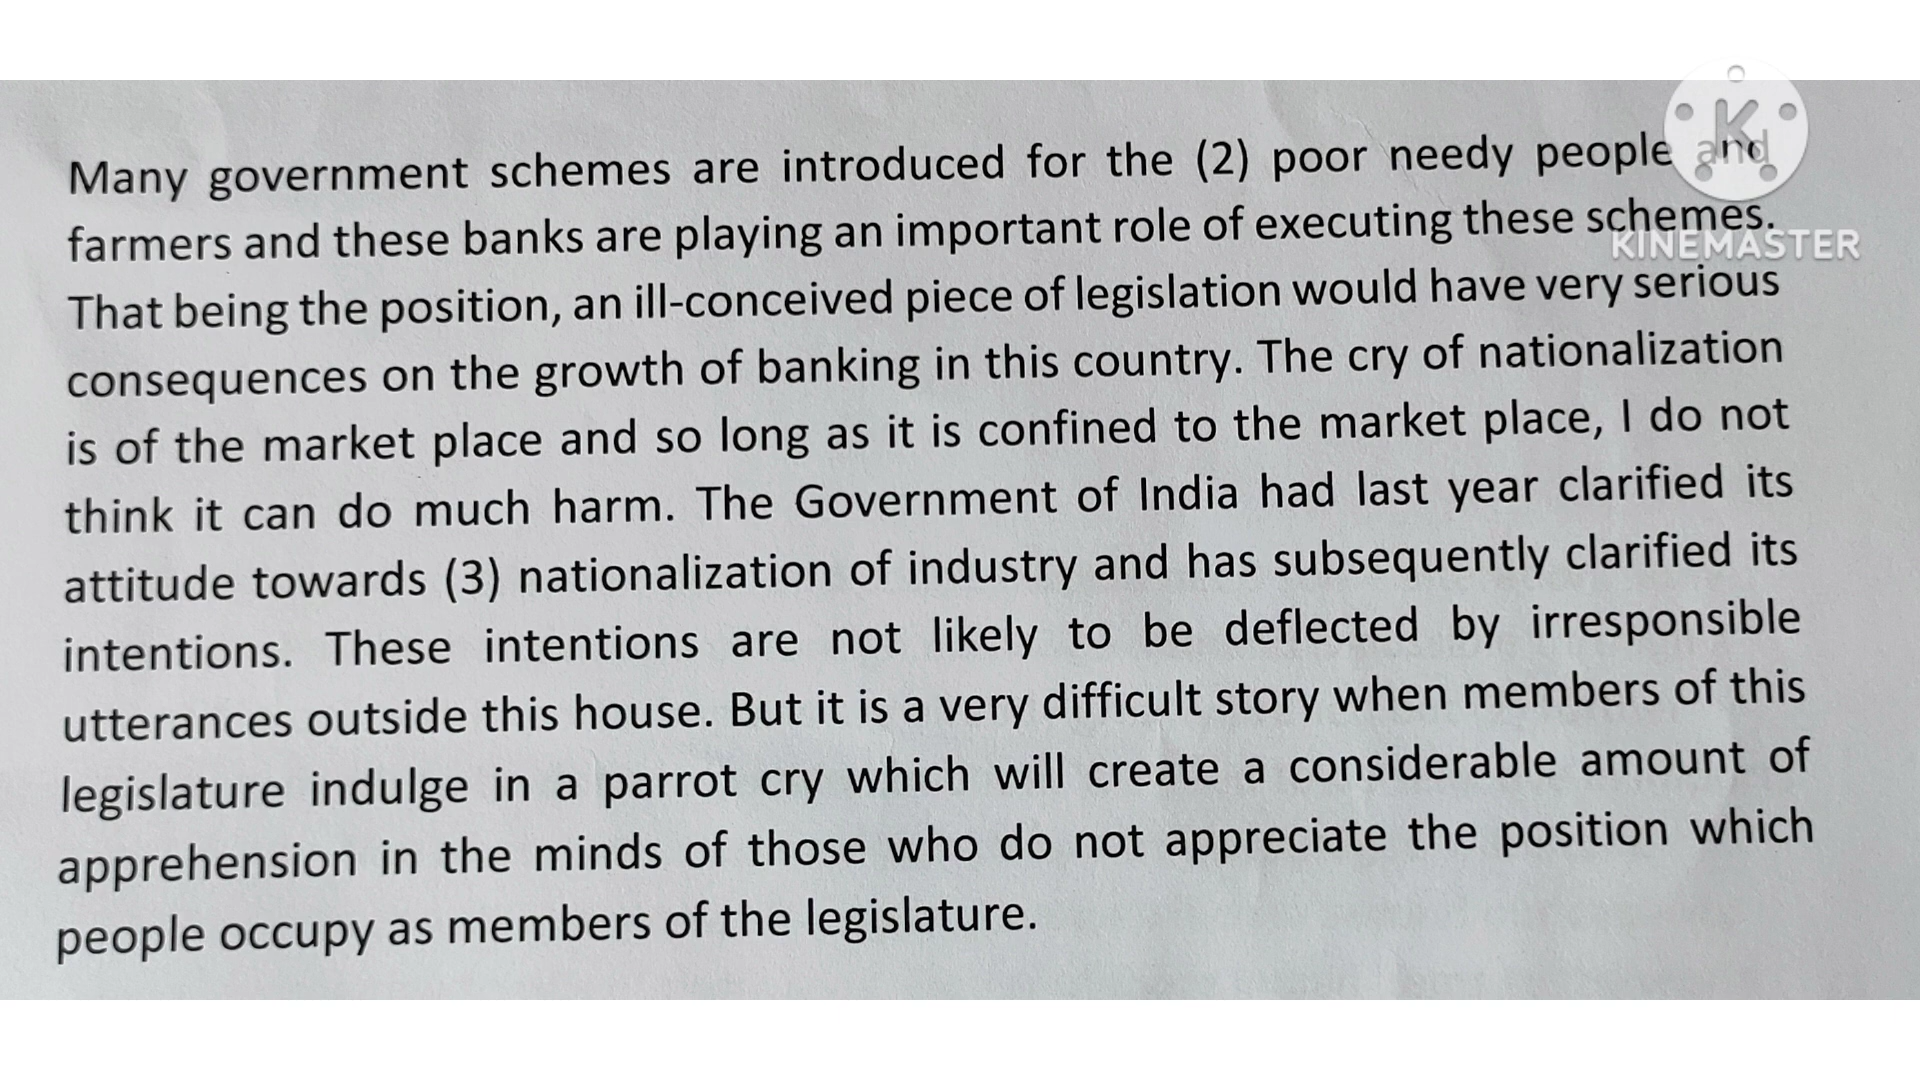 Many government schemes are introduced for the (2) poor needy people and
farmers and these banks are playing an important role of executing these schemes.
That being the position, an ill-conceived piece of legislation would have very serious
consequences on the growth of banking in this country. The cry of nationalization
is of the market place and so long as it is confined to the market place, I do not
think it can do much harm. The Government of India had last year clarified its
attitude towards (3) nationalization of industry and has subsequently clarified its
intentions. These intentions are not likely to be deflected by irresponsible
utterances outside this house. But it is a very difficult story when members of this
legislature indulge in a parrot cry which will create a considerable amount of
apprehension in the minds of those who do not appreciate the position which
people occupy as members of the legislature.
K
KINEMASTER